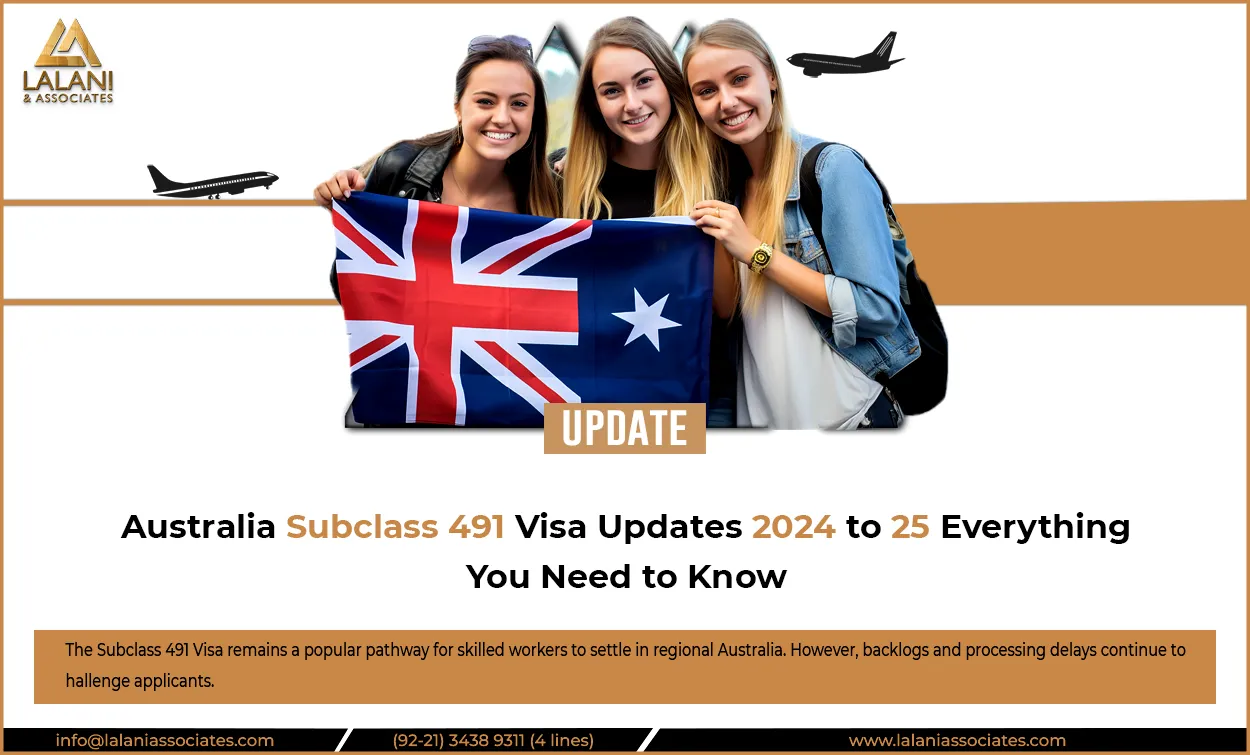 LALANI
& ASSOCIATES
UPDATE
Australia Subclass 491 Visa Updates 2024 to 25 Everything
You Need to Know
The Subclass 491 Visa remains a popular pathway for skilled workers to settle in regional Australia. However, backlogs and processing delays continue to
hallenge applicants.
info@lalaniassociates.com
(92-21) 3438 9311 (4 lines)
www.lalaniassociates.com